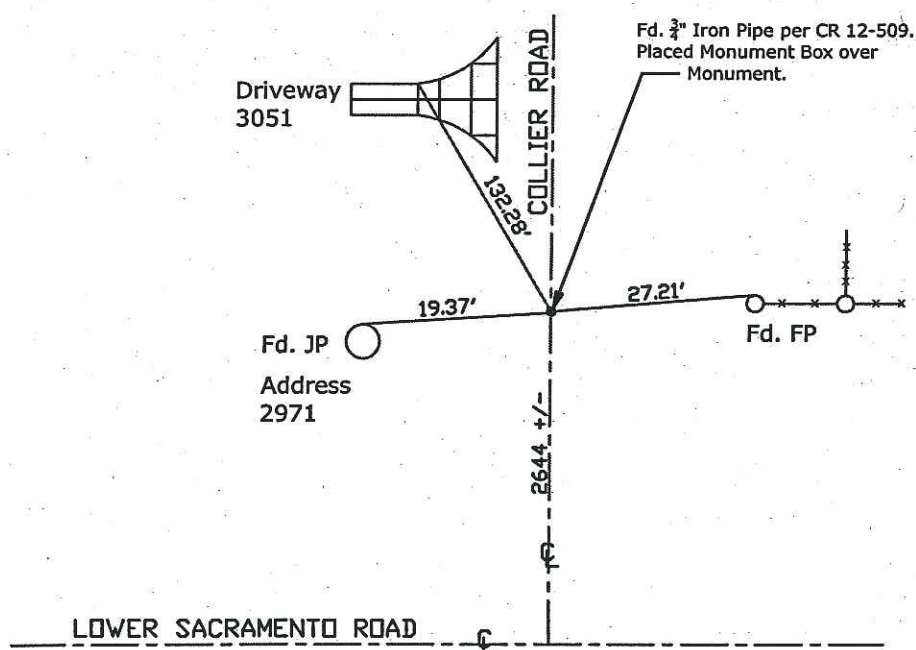 Fd. ¾" Iron Pipe per CR 12-509.
Placed Monument Box over
Monument.
Driveway
3051
COLLIER ROAD
132.28'
19.37'
27.21'
Fd. JP
Fd. FP
Address
2971
2644 +/-
℄
LOWER SACRAMENTO ROAD
℄